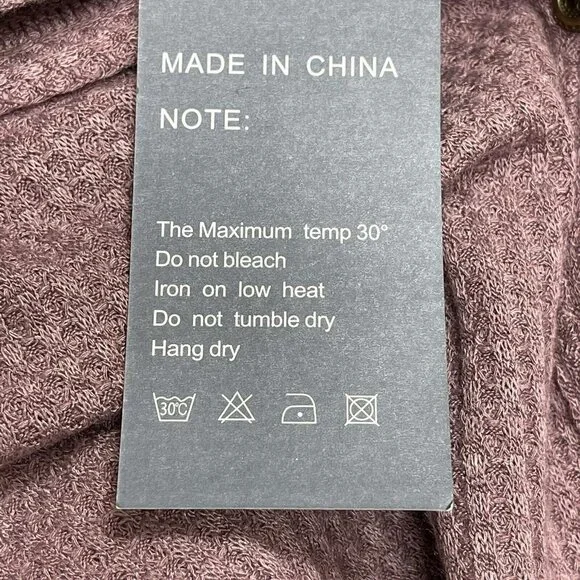 MADE IN CHINA
NOTE:
The Maximum temp 30°
Do not bleach
Iron on low heat
Do not tumble dry
Hang dry
30°C